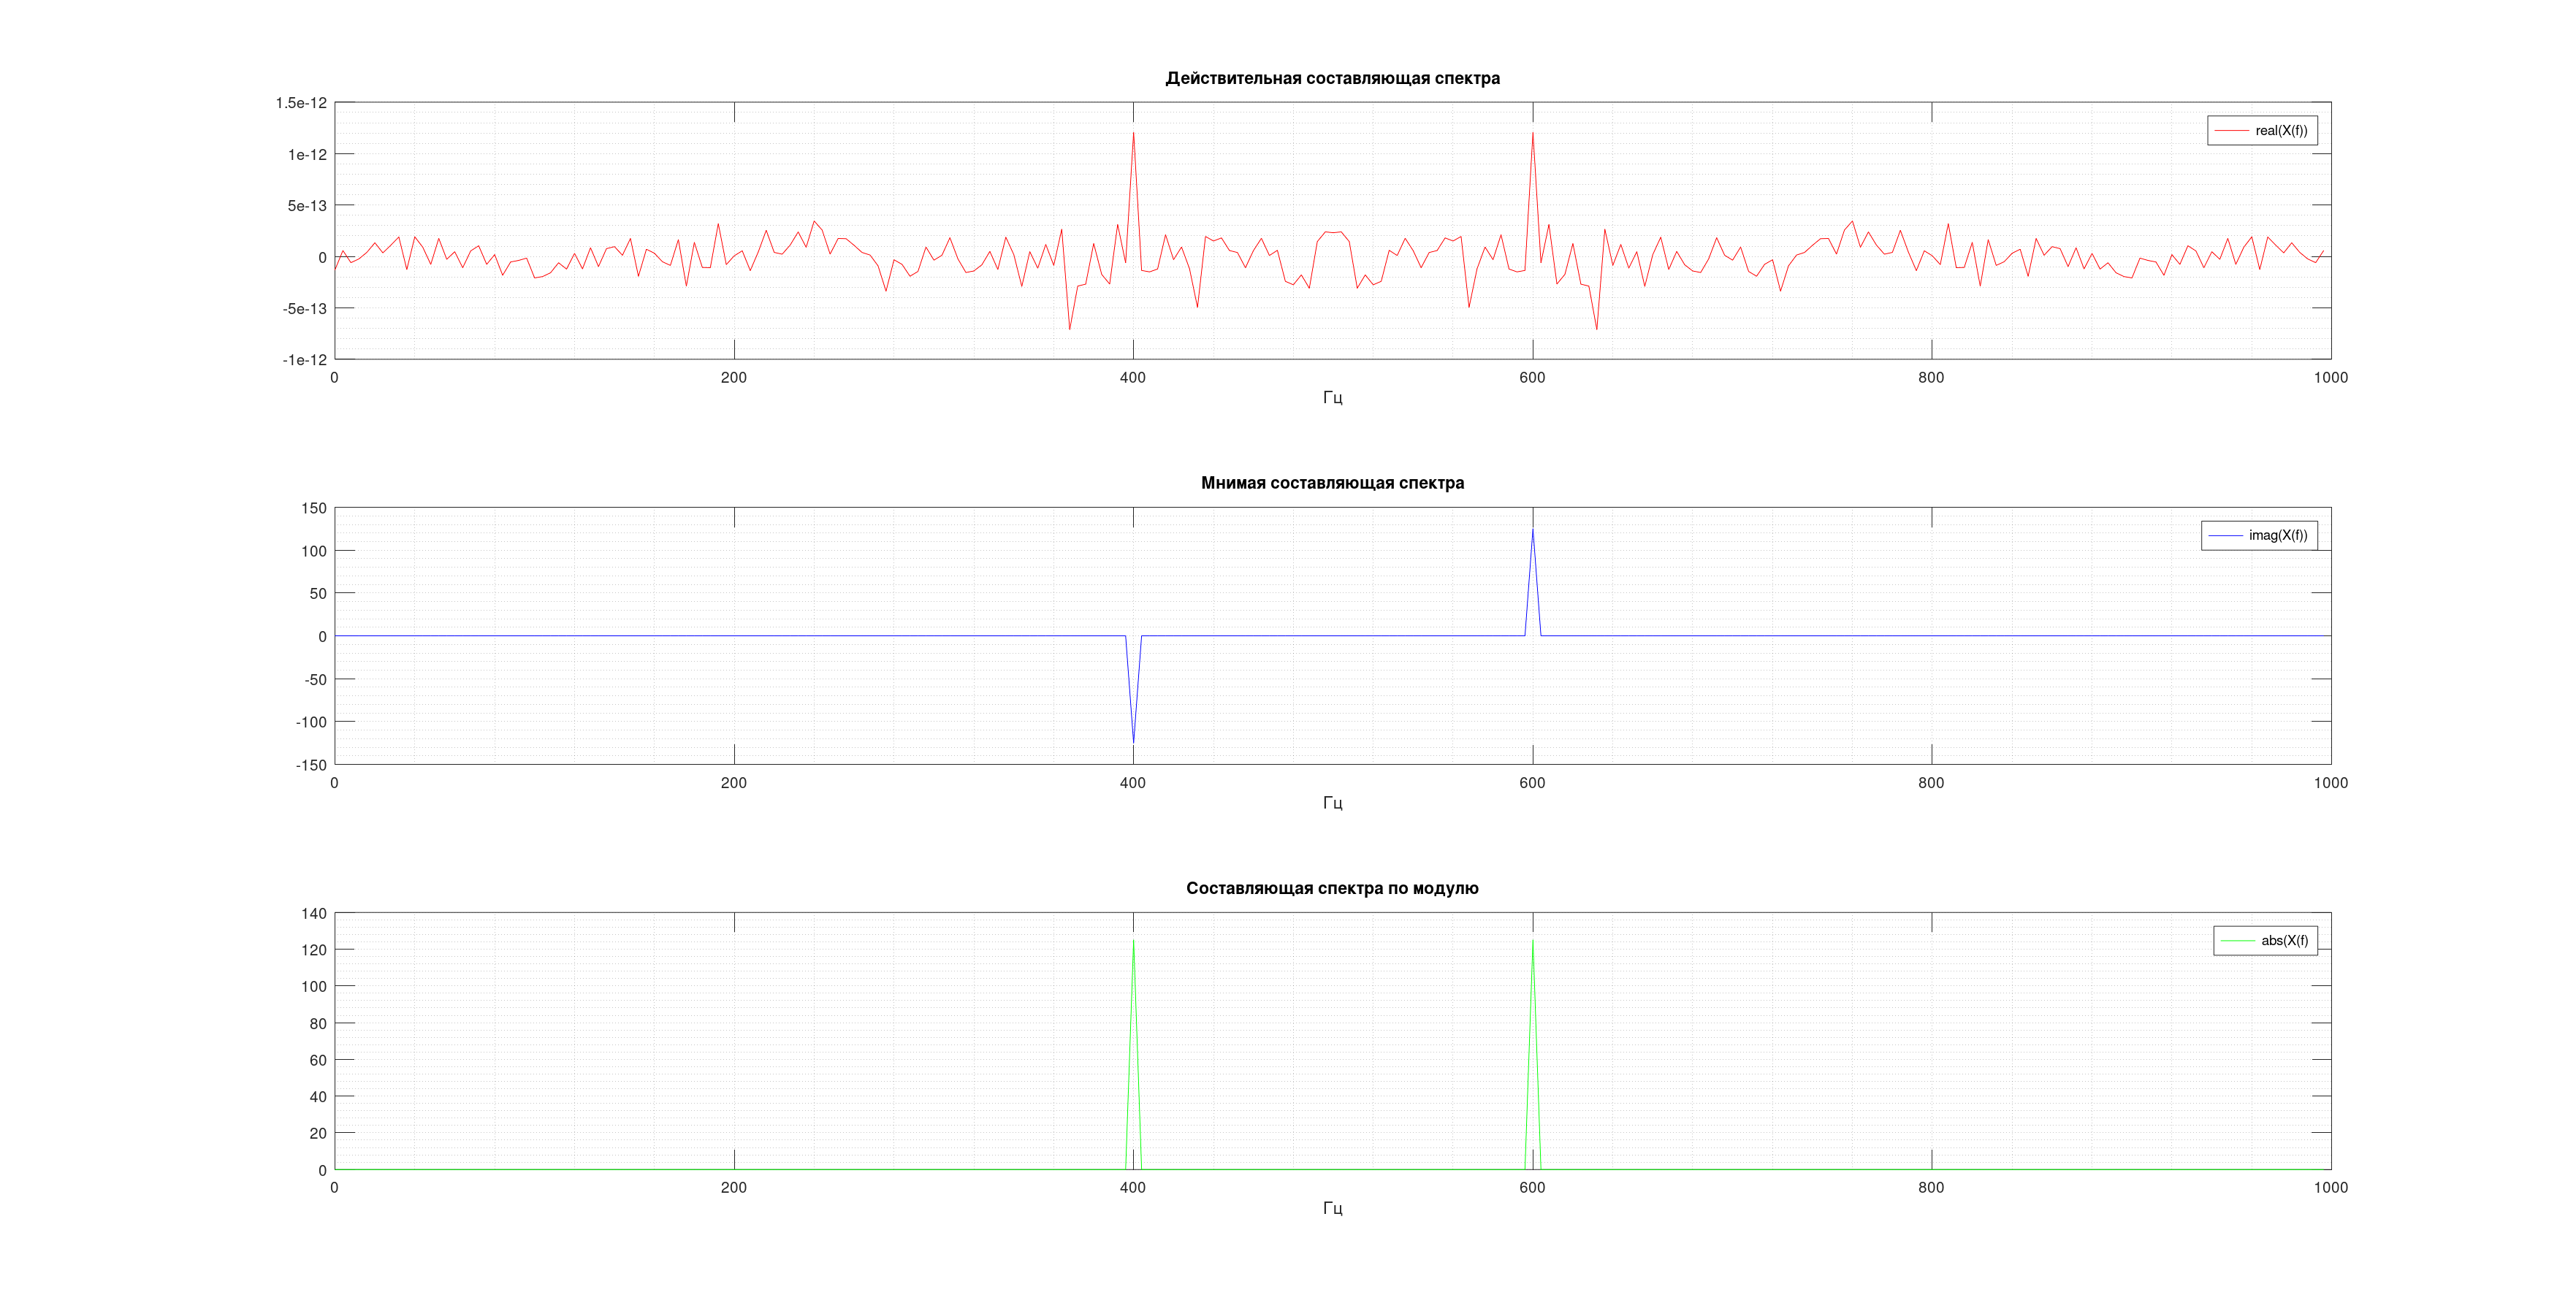 Действительная составляющая спектра
1.5e-12
1e-12
5e-13
0
-5e-13
-1e-12
real(X(f))
0 200 400 600 800 1000
Гц
Мнимая составляющая спектра
150
100
50
0
-50
-100
-150
imag(X(f))
0 200 400 600 800 1000
Гц
Составляющая спектра по модулю
140
120
100
80
60
40
20
0
abs(X(f)
0 200 400 600 800 1000
Гц